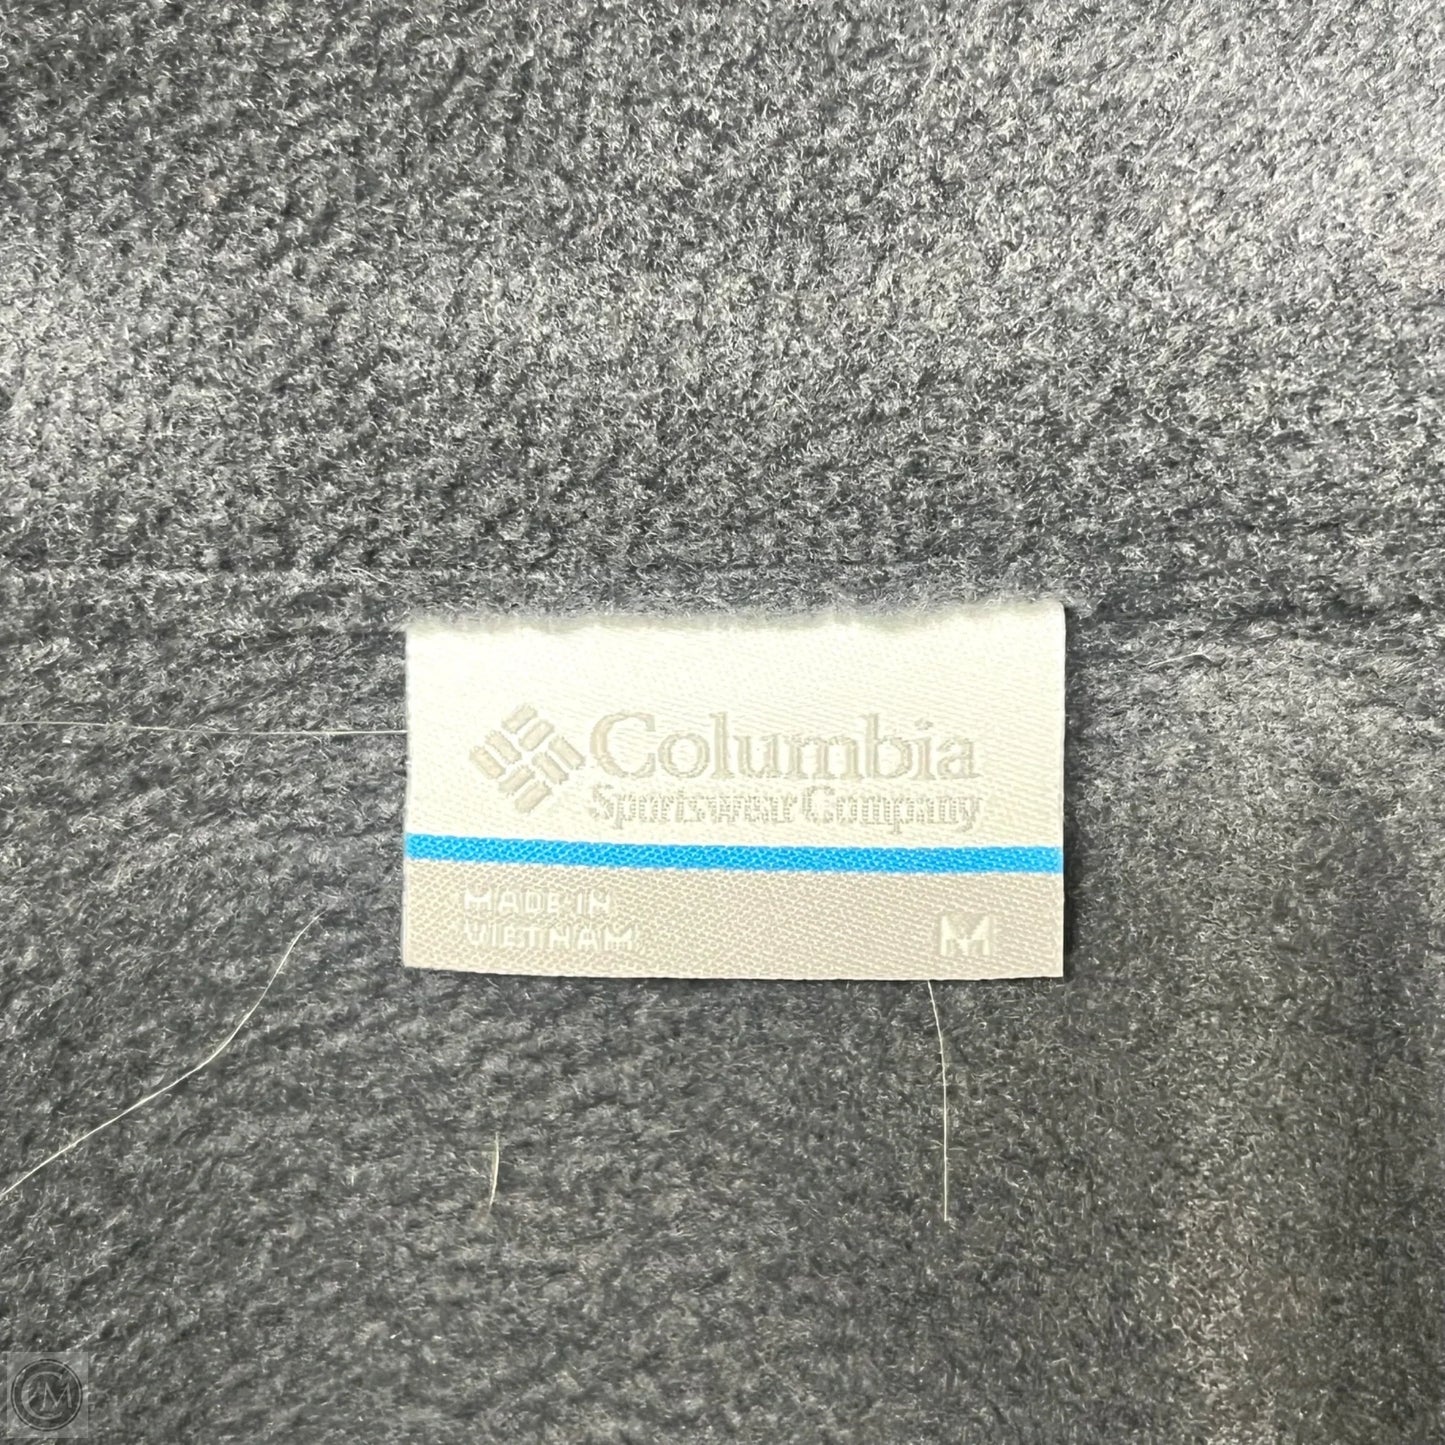 Columbia
Sportswear Company
MADE IN
VIETNAM
M